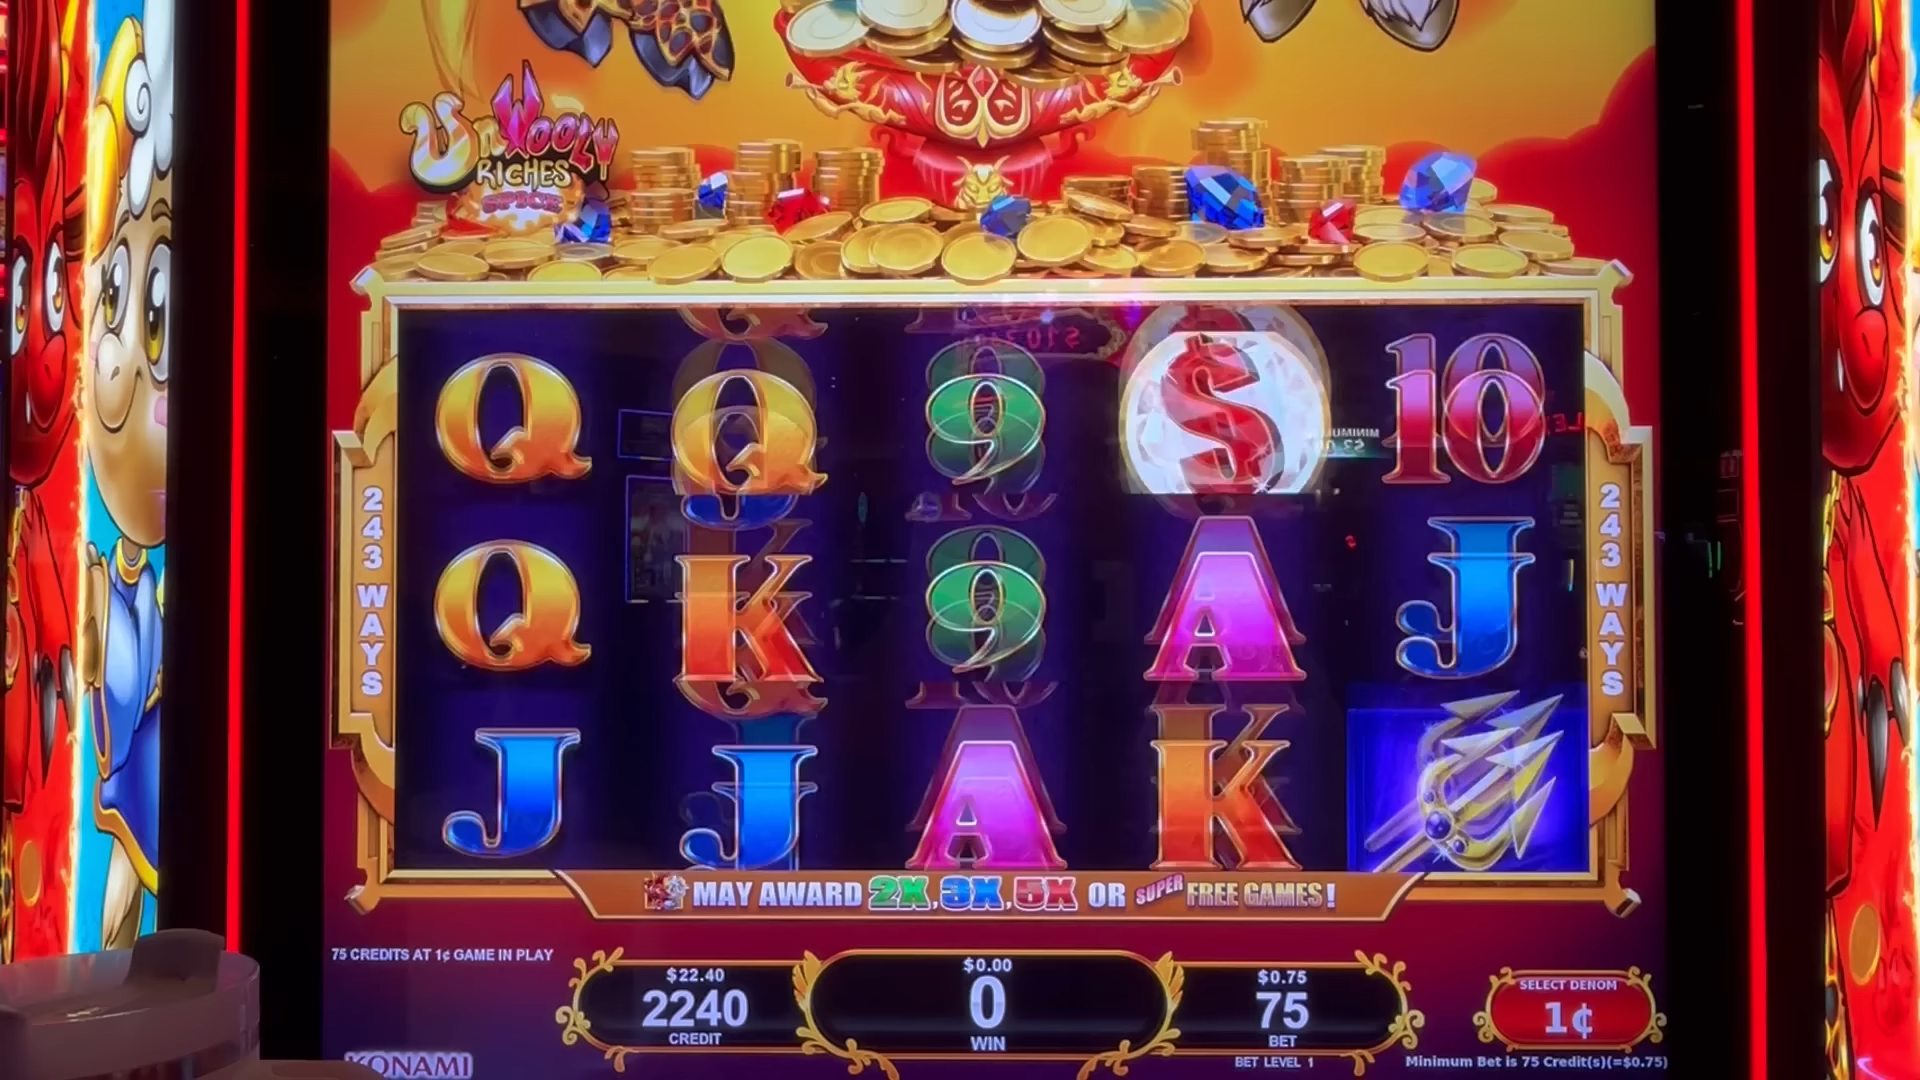 UnWooly
RICHES
SPICE
Q Q 9 $ 10
Q K 9 A J
J J A K
243 WAYS
243 WAYS
MAY AWARD 2X, 3X, 5X OR SUPER FREE GAMES!
75 CREDITS AT 1¢ GAME IN PLAY
$22.40
2240
CREDIT
$0.00
0
WIN
$0.75
75
BET
BET LEVEL 1
SELECT DENOM
1¢
Minimum Bet is 75 Credit(s)(=$0.75)
KONAMI